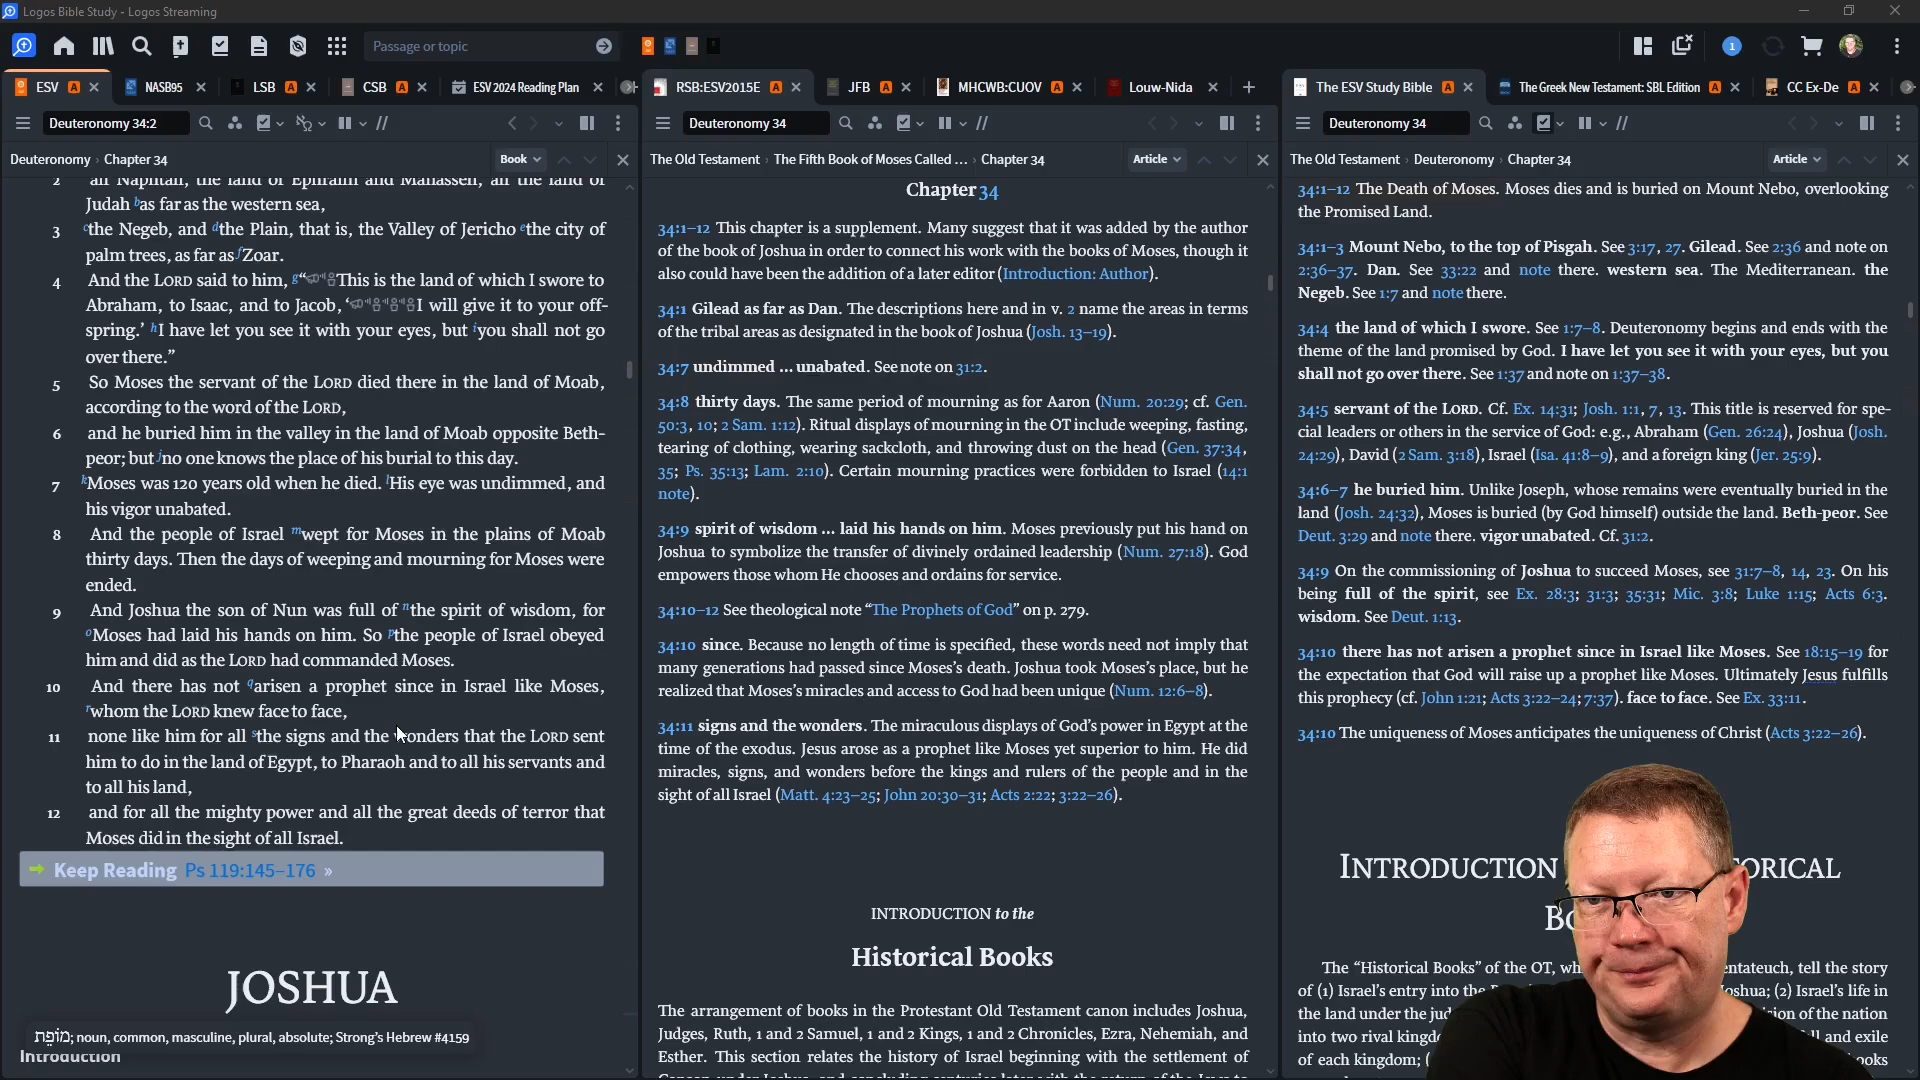 Logos Bible Study - Logos Streaming
Passage or topic
1
ESV A
NASB95
LSB A
CSB A
ESV 2024 Reading Plan
Deuteronomy 34:2
Deuteronomy › Chapter 34
Book
2 all Naphtali, the land of Ephraim and Manasseh, all the land of
Judah b as far as the western sea,
3 c the Negeb, and d the Plain, that is, the Valley of Jericho e the city of
palm trees, as far as f Zoar.
4 And the LORD said to him, g “This is the land of which I swore to
Abraham, to Isaac, and to Jacob, ‘I will give it to your off-
spring.’ h I have let you see it with your eyes, but i you shall not go
over there.”
5 So Moses the servant of the LORD died there in the land of Moab,
according to the word of the LORD,
6 and he buried him in the valley in the land of Moab opposite Beth-
peor; but j no one knows the place of his burial to this day.
7 k Moses was 120 years old when he died. l His eye was undimmed, and
his vigor unabated.
8 And the people of Israel m wept for Moses in the plains of Moab
thirty days. Then the days of weeping and mourning for Moses were
ended.
9 And Joshua the son of Nun was full of n the spirit of wisdom, for
o Moses had laid his hands on him. So p the people of Israel obeyed
him and did as the LORD had commanded Moses.
10 And there has not q arisen a prophet since in Israel like Moses,
r whom the LORD knew face to face,
11 none like him for all s the signs and the wonders that the LORD sent
him to do in the land of Egypt, to Pharaoh and to all his servants and
to all his land,
12 and for all the mighty power and all the great deeds of terror that
Moses did in the sight of all Israel.
Keep Reading Ps 119:145–176 »
JOSHUA
מוֹפֵת; noun, common, masculine, plural, absolute; Strong’s Hebrew #4159
Introduction
RSB:ESV2015E A
JFB A
MHCWB:CUOV A
Louw-Nida
Deuteronomy 34
The Old Testament › The Fifth Book of Moses Called ... › Chapter 34
Article
Chapter 34
34:1–12 This chapter is a supplement. Many suggest that it was added by the author
of the book of Joshua in order to connect his work with the books of Moses, though it
also could have been the addition of a later editor (Introduction: Author).
34:1 Gilead as far as Dan. The descriptions here and in v. 2 name the areas in terms
of the tribal areas as designated in the book of Joshua (Josh. 13–19).
34:7 undimmed ... unabated. See note on 31:2.
34:8 thirty days. The same period of mourning as for Aaron (Num. 20:29; cf. Gen.
50:3, 10; 2 Sam. 1:12). Ritual displays of mourning in the OT include weeping, fasting,
tearing of clothing, wearing sackcloth, and throwing dust on the head (Gen. 37:34,
35; Ps. 35:13; Lam. 2:10). Certain mourning practices were forbidden to Israel (14:1
note).
34:9 spirit of wisdom ... laid his hands on him. Moses previously put his hand on
Joshua to symbolize the transfer of divinely ordained leadership (Num. 27:18). God
empowers those whom He chooses and ordains for service.
34:10–12 See theological note “The Prophets of God” on p. 279.
34:10 since. Because no length of time is specified, these words need not imply that
many generations had passed since Moses’s death. Joshua took Moses’s place, but he
realized that Moses’s miracles and access to God had been unique (Num. 12:6–8).
34:11 signs and the wonders. The miraculous displays of God’s power in Egypt at the
time of the exodus. Jesus arose as a prophet like Moses yet superior to him. He did
miracles, signs, and wonders before the kings and rulers of the people and in the
sight of all Israel (Matt. 4:23–25; John 20:30–31; Acts 2:22; 3:22–26).
INTRODUCTION to the
Historical Books
The arrangement of books in the Protestant Old Testament canon includes Joshua,
Judges, Ruth, 1 and 2 Samuel, 1 and 2 Kings, 1 and 2 Chronicles, Ezra, Nehemiah, and
Esther. This section relates the history of Israel beginning with the settlement of
The ESV Study Bible A
The Greek New Testament: SBL Edition A
CC Ex-De A
Deuteronomy 34
The Old Testament › Deuteronomy › Chapter 34
Article
34:1–12 The Death of Moses. Moses dies and is buried on Mount Nebo, overlooking
the Promised Land.
34:1–3 Mount Nebo, to the top of Pisgah. See 3:17, 27. Gilead. See 2:36 and note on
2:36–37. Dan. See 33:22 and note there. western sea. The Mediterranean. the
Negeb. See 1:7 and note there.
34:4 the land of which I swore. See 1:7–8. Deuteronomy begins and ends with the
theme of the land promised by God. I have let you see it with your eyes, but you
shall not go over there. See 1:37 and note on 1:37–38.
34:5 servant of the LORD. Cf. Ex. 14:31; Josh. 1:1, 7, 13. This title is reserved for spe-
cial leaders or others in the service of God: e.g., Abraham (Gen. 26:24), Joshua (Josh.
24:29), David (2 Sam. 3:18), Israel (Isa. 41:8–9), and a foreign king (Jer. 25:9).
34:6–7 he buried him. Unlike Joseph, whose remains were eventually buried in the
land (Josh. 24:32), Moses is buried (by God himself) outside the land. Beth-peor. See
Deut. 3:29 and note there. vigor unabated. Cf. 31:2.
34:9 On the commissioning of Joshua to succeed Moses, see 31:7–8, 14, 23. On his
being full of the spirit, see Ex. 28:3; 31:3; 35:31; Mic. 3:8; Luke 1:15; Acts 6:3.
wisdom. See Deut. 1:13.
34:10 there has not arisen a prophet since in Israel like Moses. See 18:15–19 for
the expectation that God will raise up a prophet like Moses. Ultimately Jesus fulfills
this prophecy (cf. John 1:21; Acts 3:22–24; 7:37). face to face. See Ex. 33:11.
34:10 The uniqueness of Moses anticipates the uniqueness of Christ (Acts 3:22–26).
INTRODUCTION ORICAL
The “Historical Books” of the OT, entateuch, tell the story
of (1) Israel’s entry into the oshua; (2) Israel’s life in
the land under the sion of the nation
into two rival and exile
of each kingdom;